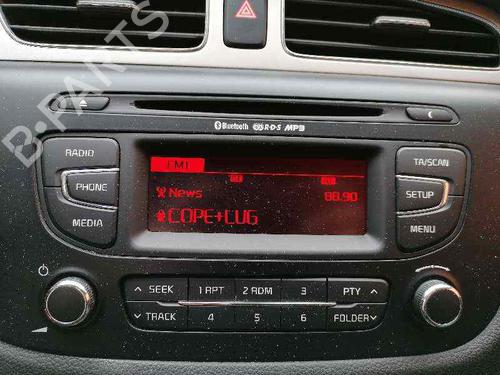 B-PARTS
Bluetooth R·D·S MP3
RADIO
PHONE
MEDIA
FM1
News
88.90
COPE+LUG
TA/SCAN
SETUP
MENU
SEEK
TRACK
1 RPT
2 RDM
3
4
5
6
PTY
FOLDER